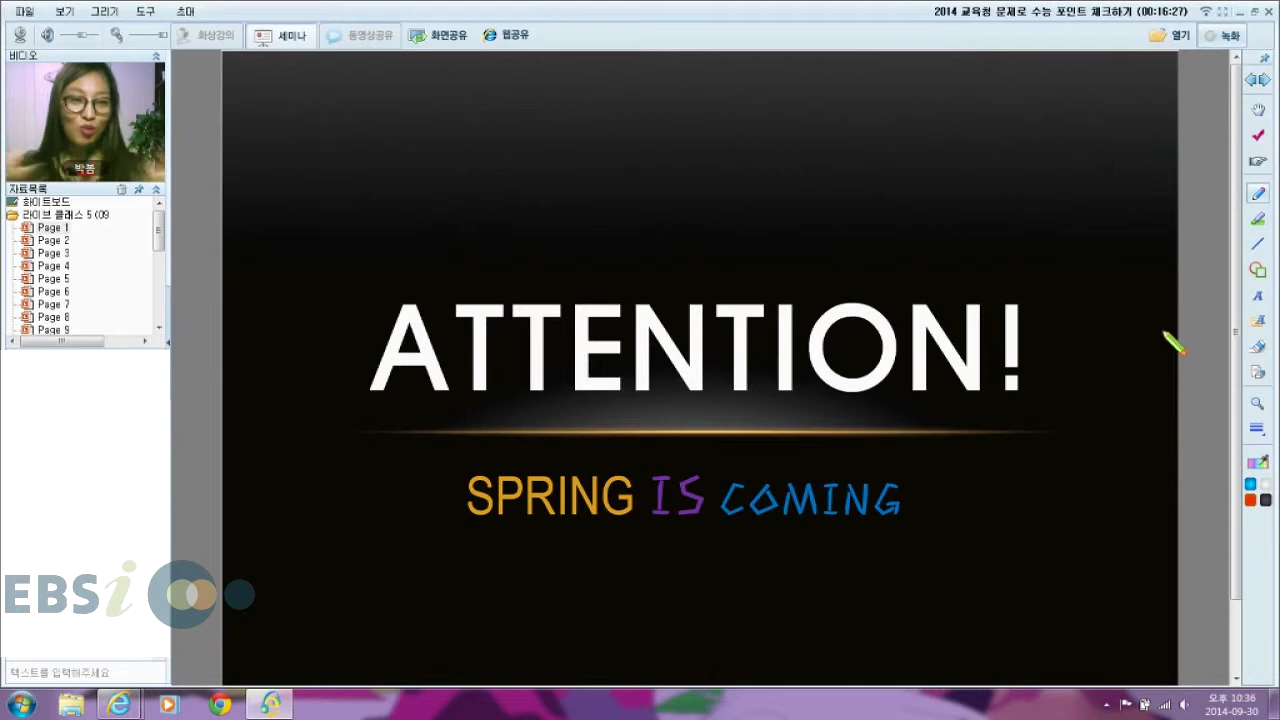 파일 보기 그리기 도구 초대
2014 교육청 문제로 수능 포인트 체크하기 (00:16:27)
화상강의 세미나 동영상공유 화면공유 웹공유 열기 녹화
비디오
박봄
자료목록
화이트보드
라이브 클래스 5 (09
Page 1
Page 2
Page 3
Page 4
Page 5
Page 6
Page 7
Page 8
Page 9
ATTENTION!
SPRING IS COMING
EBSi
텍스트를 입력해주세요
오후 10:36
2014-09-30